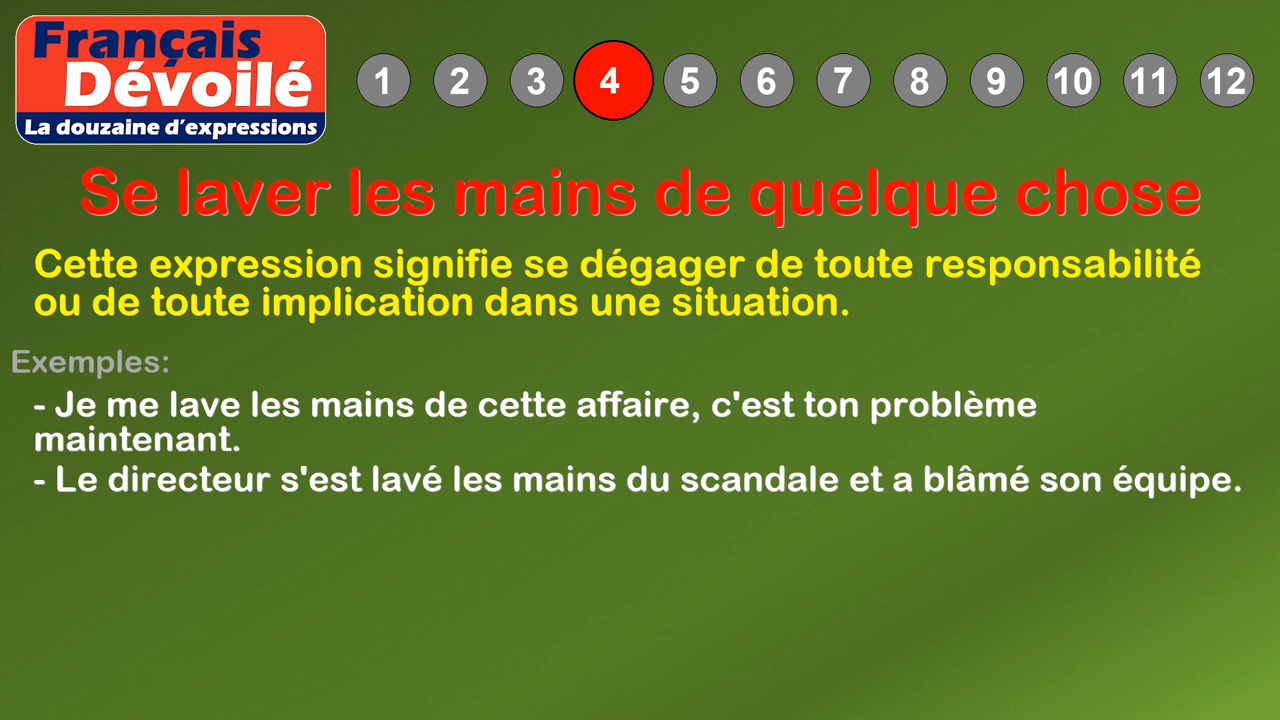 Français
Dévoilé
La douzaine d'expressions
1 2 3 4 5 6 7 8 9 10 11 12
Se laver les mains de quelque chose
Cette expression signifie se dégager de toute responsabilité
ou de toute implication dans une situation.
Exemples:
- Je me lave les mains de cette affaire, c'est ton problème
maintenant.
- Le directeur s'est lavé les mains du scandale et a blâmé son équipe.